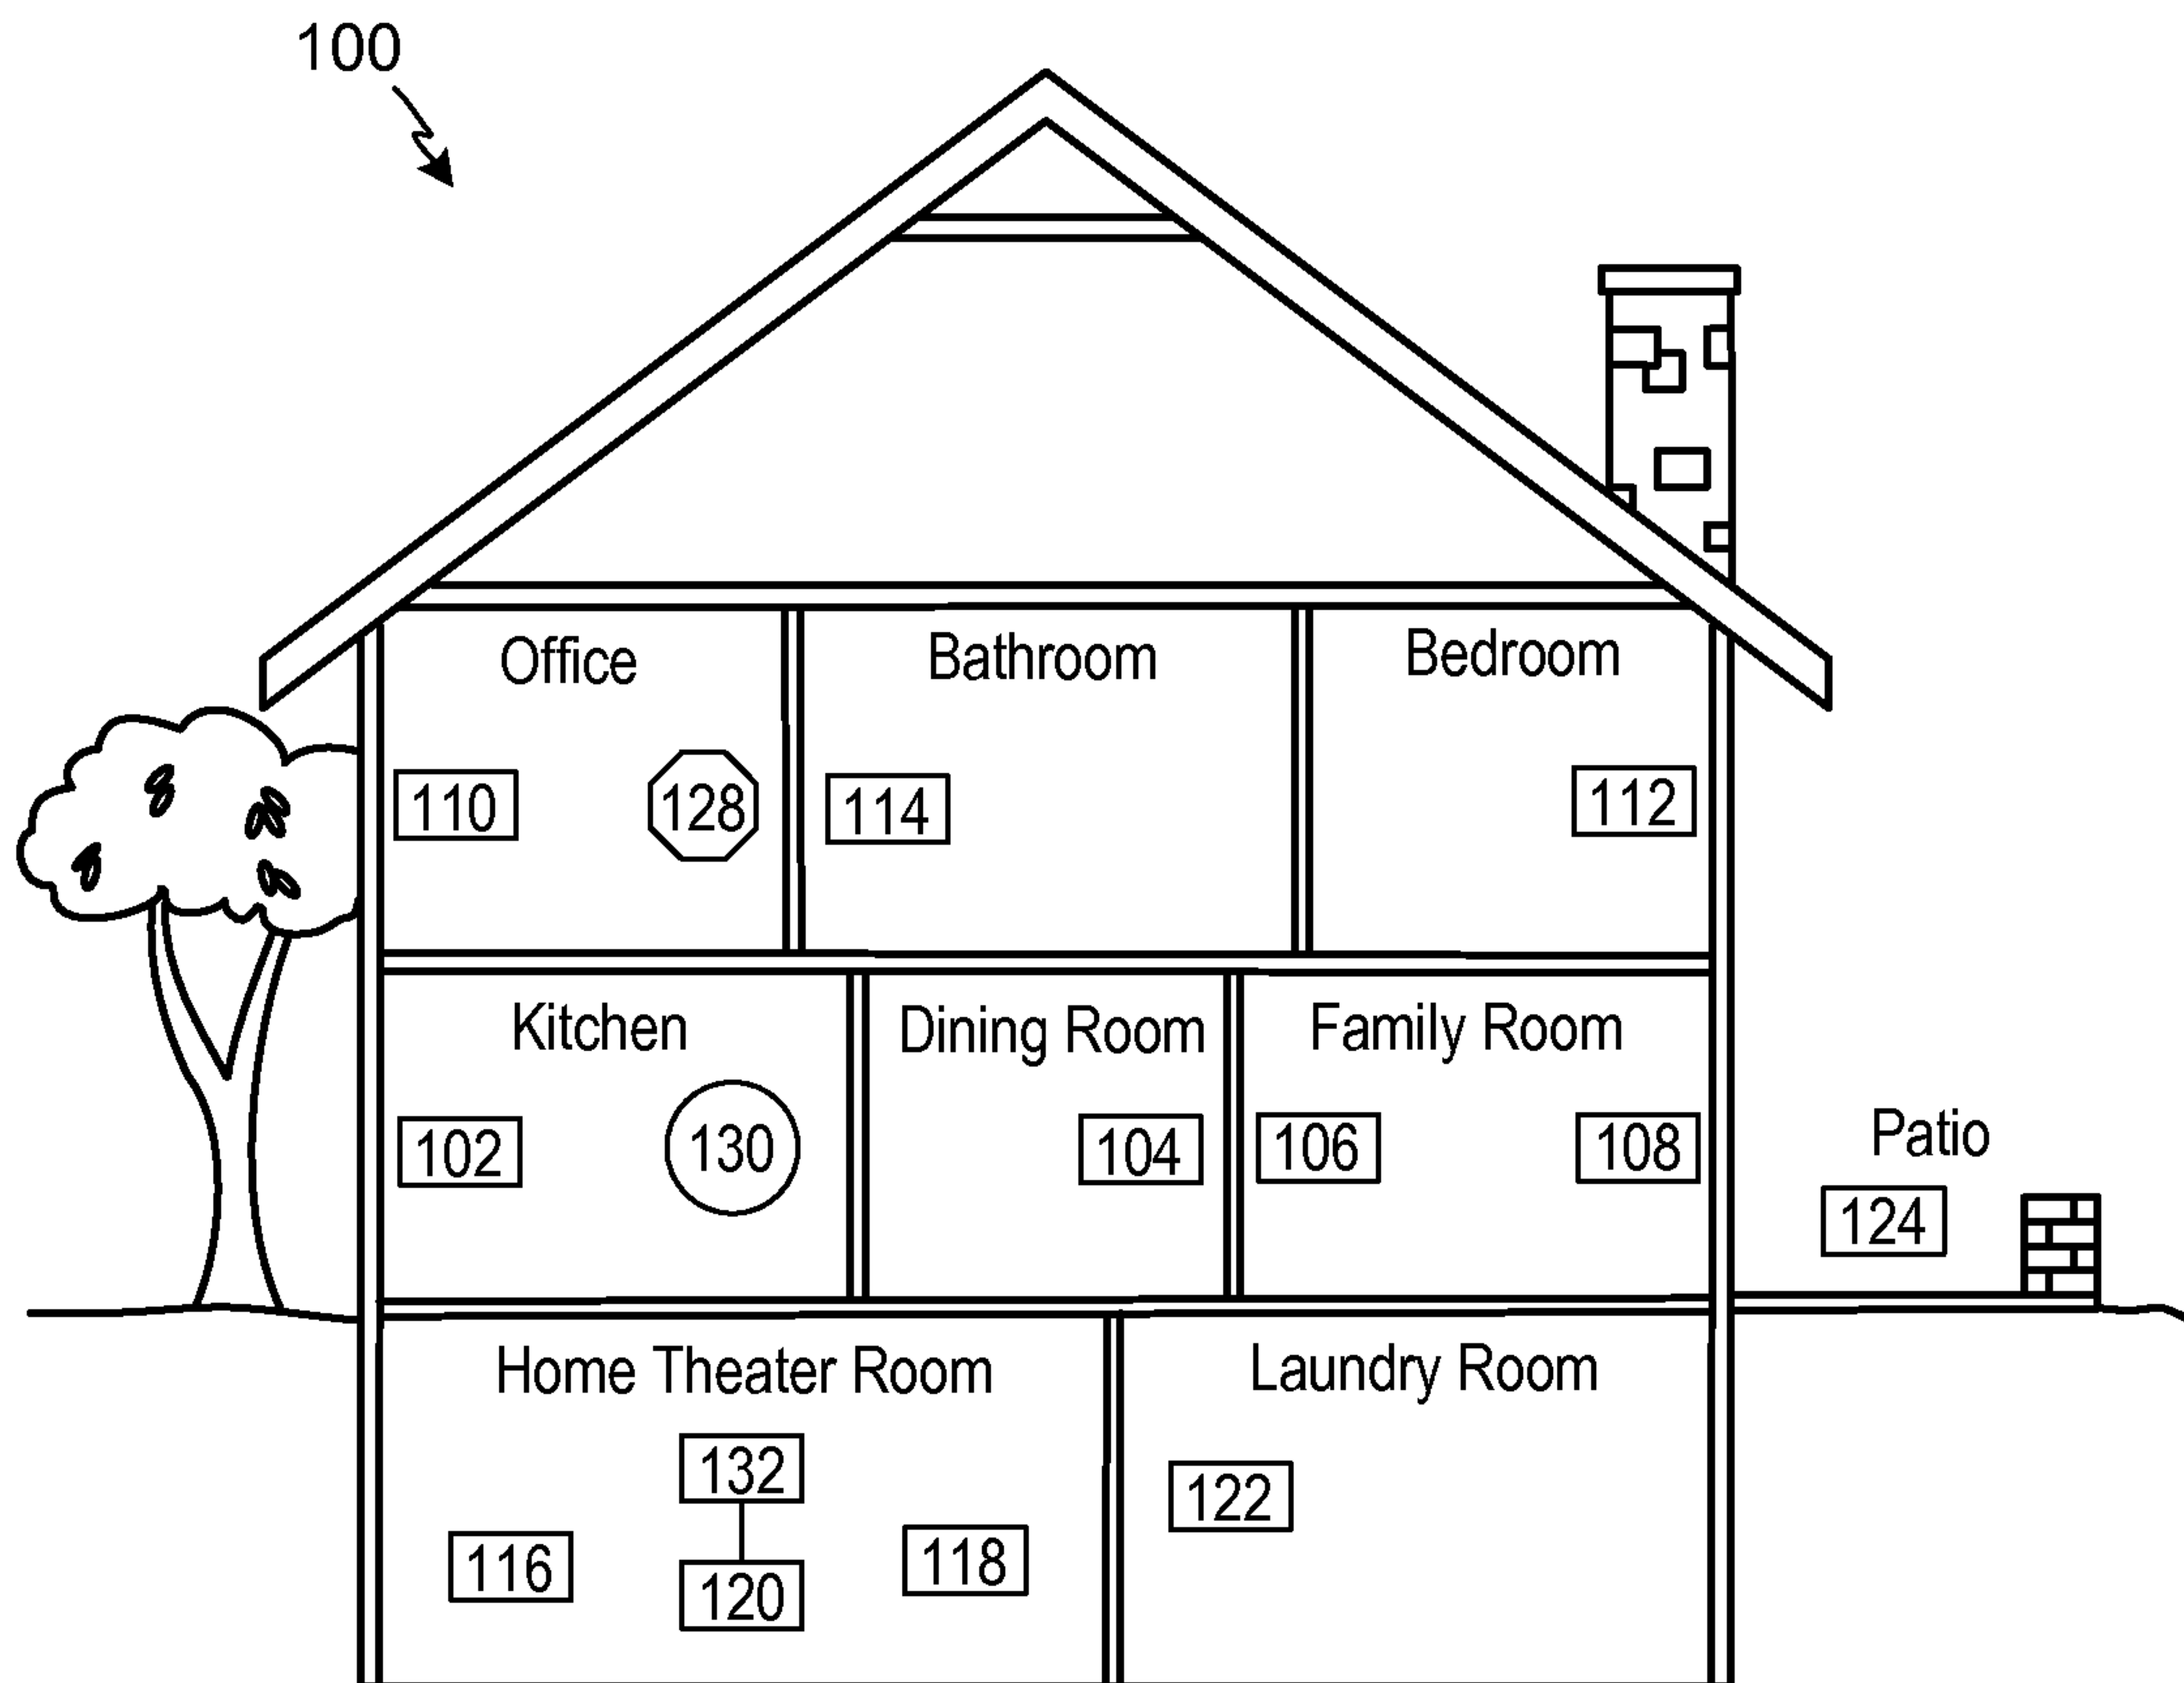 100
Office Bathroom Bedroom
110 128 114 112
Kitchen Dining Room Family Room
102 130 104 106 108
Patio
124
Home Theater Room Laundry Room
132
122
116 118
120